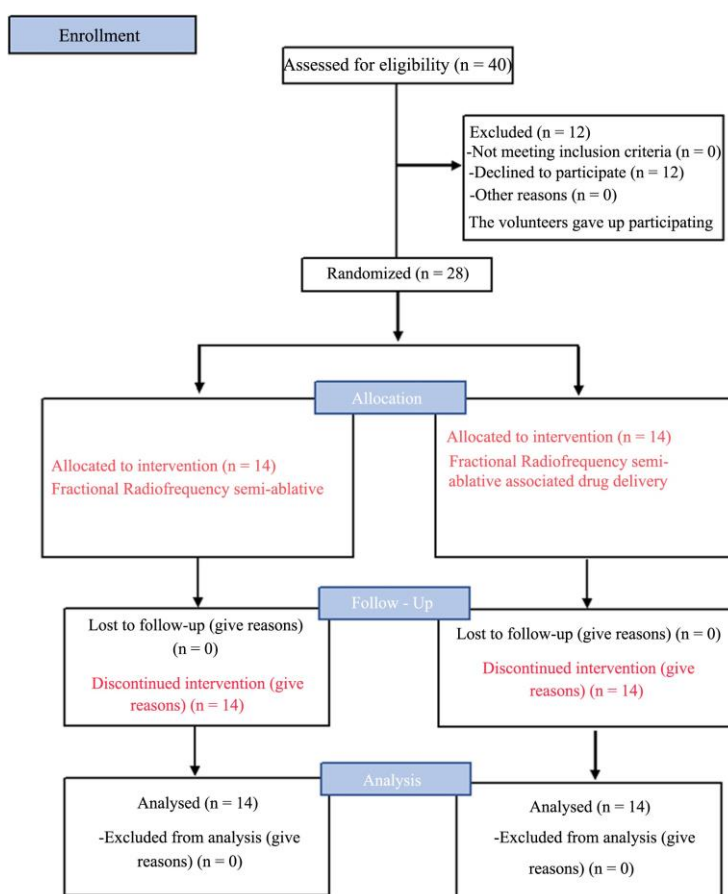 Enrollment
Assessed for eligibility (n = 40)
Excluded (n = 12)
-Not meeting inclusion criteria (n = 0)
-Declined to participate (n = 12)
-Other reasons (n = 0)
The volunteers gave up participating
Randomized (n = 28)
Allocation
Allocated to intervention (n = 14)
Fractional Radiofrequency semi-ablative
Allocated to intervention (n = 14)
Fractional Radiofrequency semi-
ablative associated drug delivery
Follow - Up
Lost to follow-up (give reasons)
(n = 0)
Discontinued intervention (give
reasons) (n = 14)
Lost to follow-up (give reasons) (n = 0)
Discontinued intervention (give
reasons) (n = 14)
Analysis
Analysed (n = 14)
-Excluded from analysis (give
reasons) (n = 0)
Analysed (n = 14)
-Excluded from analysis (give
reasons) (n = 0)